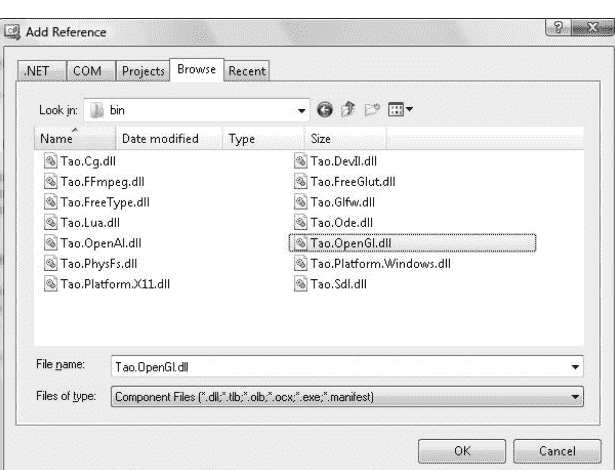 Add Reference
.NET COM Projects Browse Recent
Look in: bin
Name Date modified Type Size
Tao.Cg.dll Tao.DevIl.dll
Tao.FFmpeg.dll Tao.FreeGlut.dll
Tao.FreeType.dll Tao.Glfw.dll
Tao.Lua.dll Tao.Ode.dll
Tao.OpenAl.dll Tao.OpenGl.dll
Tao.PhysFs.dll Tao.Platform.Windows.dll
Tao.Platform.X11.dll Tao.Sdl.dll
File name: Tao.OpenGl.dll
Files of type: Component Files (*.dll;*.tlb;*.olb;*.ocx;*.exe;*.manifest)
OK Cancel